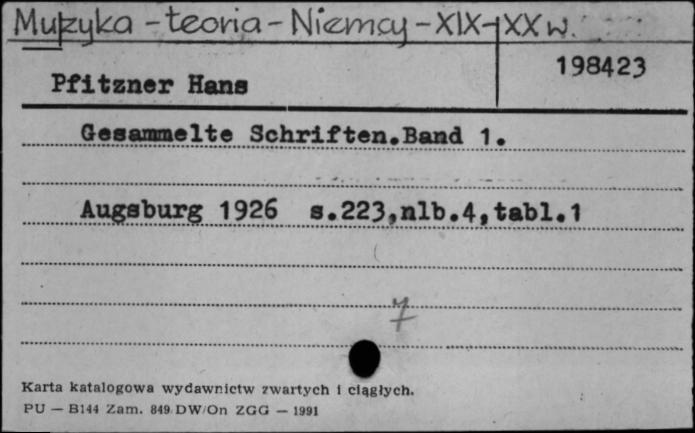 Muzyka - teoria - Niemcy - XIX-XX w.
198423
Pfitzner Hans
Gesammelte Schriften.Band 1.
Augsburg 1926 s.223,nlb.4,tabl.1
7
Karta katalogowa wydawnictw zwartych i ciągłych.
PU — B144 Zam. 849 DW/On ZGG — 1991